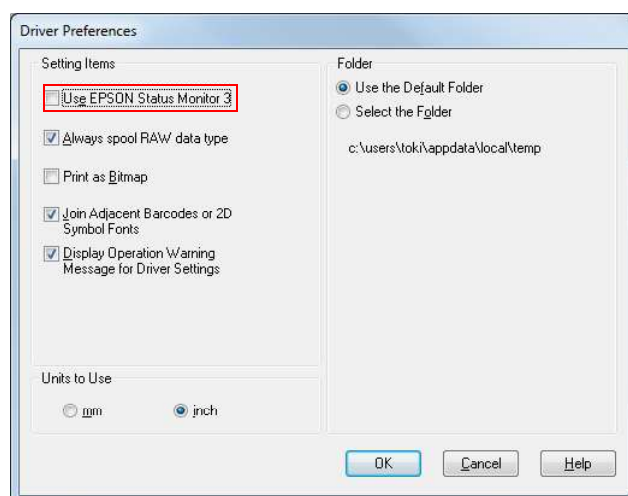 Driver Preferences
Setting Items
Use EPSON Status Monitor 3
Always spool RAW data type
Print as Bitmap
Join Adjacent Barcodes or 2D
Symbol Fonts
Display Operation Warning
Message for Driver Settings
Units to Use
mm
inch
Folder
Use the Default Folder
Select the Folder
c:\users\toki\appdata\local\temp
OK
Cancel
Help